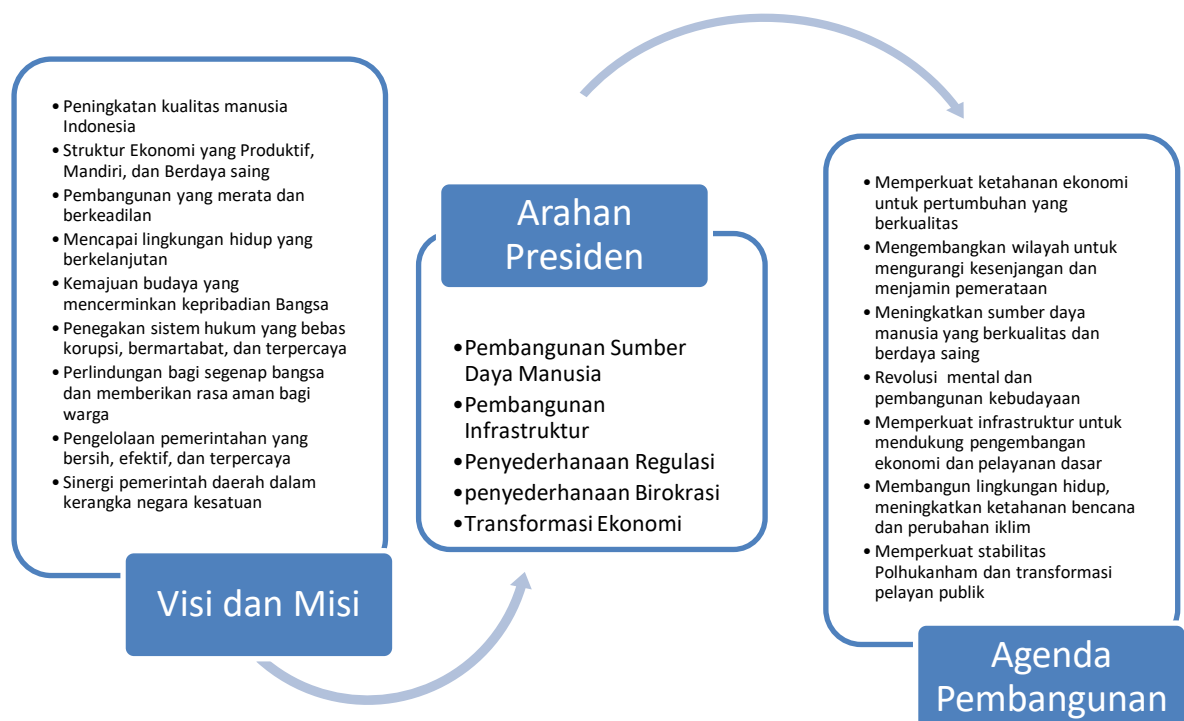 • Peningkatan kualitas manusia
Indonesia
• Struktur Ekonomi yang Produktif,
Mandiri, dan Berdaya saing
• Pembangunan yang merata dan
berkeadilan
• Mencapai lingkungan hidup yang
berkelanjutan
• Kemajuan budaya yang
mencerminkan kepribadian Bangsa
• Penegakan sistem hukum yang bebas
korupsi, bermartabat, dan terpercaya
• Perlindungan bagi segenap bangsa
dan memberikan rasa aman bagi
warga
• Pengelolaan pemerintahan yang
bersih, efektif, dan terpercaya
• Sinergi pemerintah daerah dalam
kerangka negara kesatuan
Visi dan Misi
Arahan
Presiden
•Pembangunan Sumber
Daya Manusia
•Pembangunan
Infrastruktur
•Penyederhanaan Regulasi
•penyederhanaan Birokrasi
•Transformasi Ekonomi
• Memperkuat ketahanan ekonomi
untuk pertumbuhan yang
berkualitas
• Mengembangkan wilayah untuk
mengurangi kesenjangan dan
menjamin pemerataan
• Meningkatkan sumber daya
manusia yang berkualitas dan
berdaya saing
• Revolusi mental dan
pembangunan kebudayaan
• Memperkuat infrastruktur untuk
mendukung pengembangan
ekonomi dan pelayanan dasar
• Membangun lingkungan hidup,
meningkatkan ketahanan bencana
dan perubahan iklim
• Memperkuat stabilitas
Polhukanham dan transformasi
pelayan publik
Agenda
Pembangunan